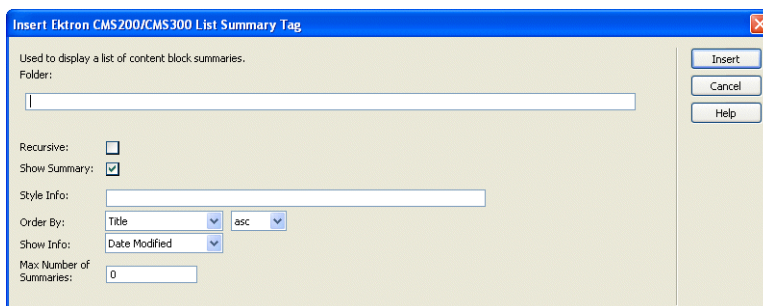 Insert Ektron CMS200/CMS300 List Summary Tag
Used to display a list of content block summaries.
Folder:
Insert
Cancel
Help
Recursive:
Show Summary:
Style Info:
Order By: Title asc
Show Info: Date Modified
Max Number of
Summaries: 0